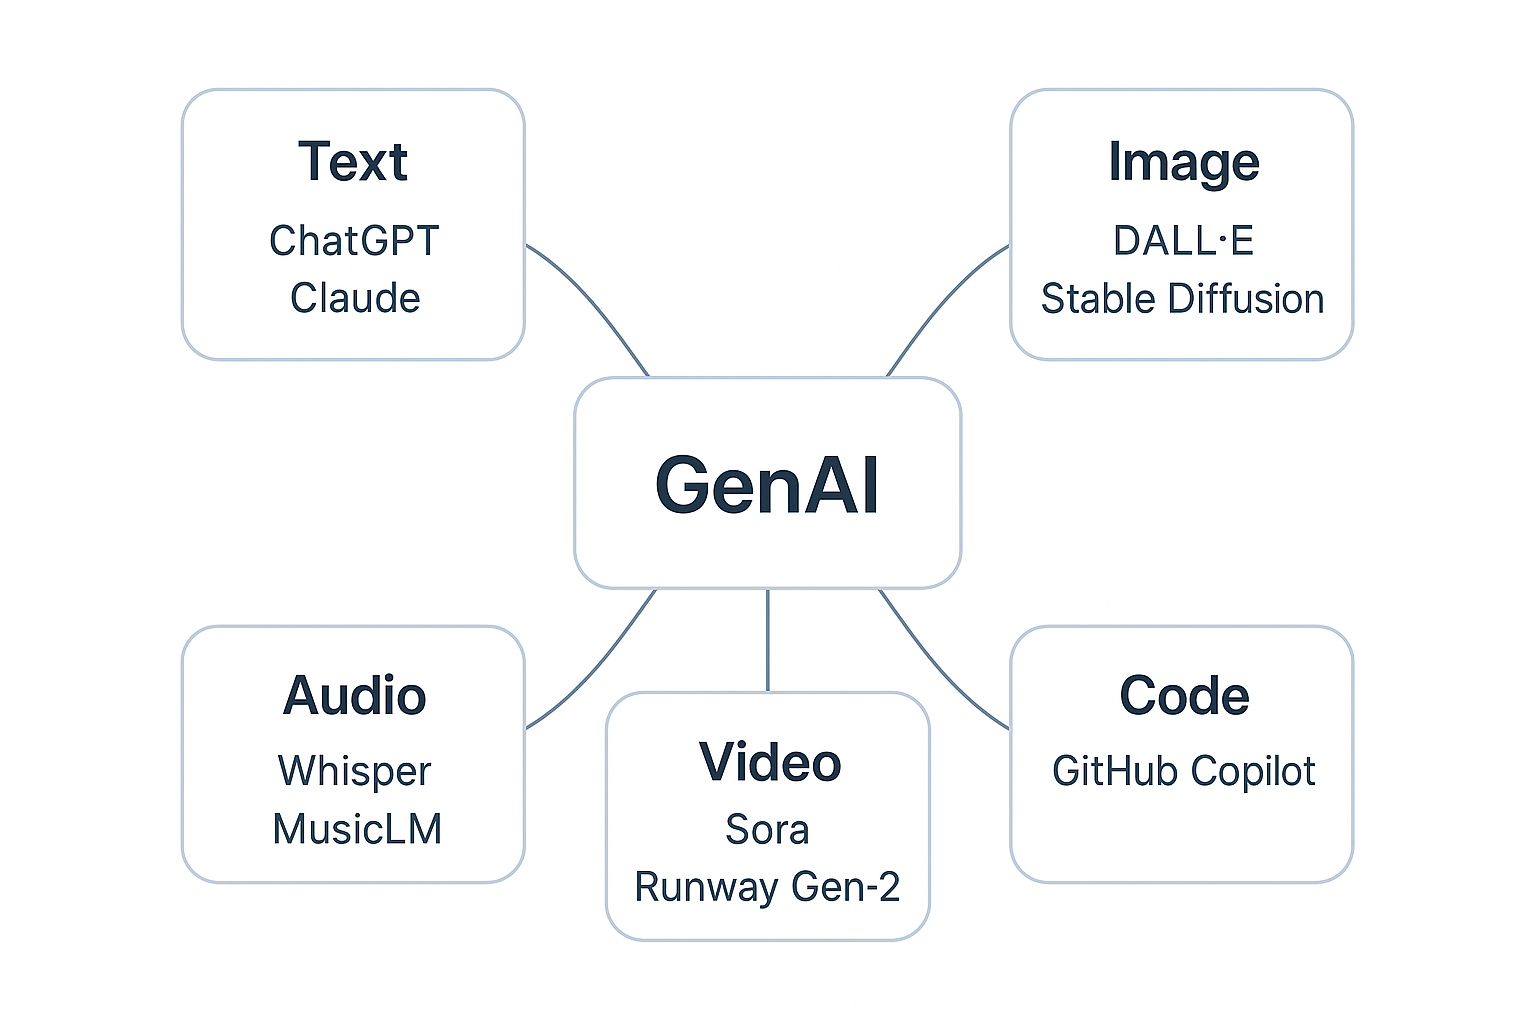 Text
ChatGPT
Claude
Image
DALL·E
Stable Diffusion
GenAI
Audio
Whisper
MusicLM
Video
Sora
Runway Gen-2
Code
GitHub Copilot